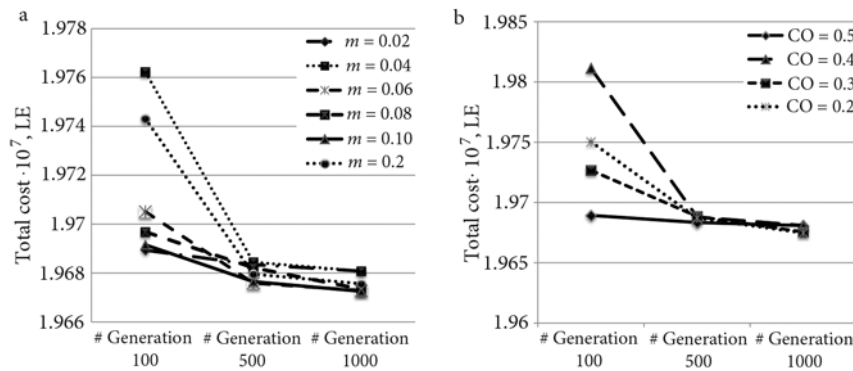 a
1.978
1.976
1.974
1.972
1.97
1.968
1.966
Total cost · 10⁷, LE
m = 0.02
m = 0.04
m = 0.06
m = 0.08
m = 0.10
m = 0.2
# Generation # Generation # Generation
100 500 1000
b
1.985
1.98
1.975
1.97
1.965
1.96
Total cost · 10⁷, LE
CO = 0.5
CO = 0.4
CO = 0.3
CO = 0.2
# Generation # Generation # Generation
100 500 1000